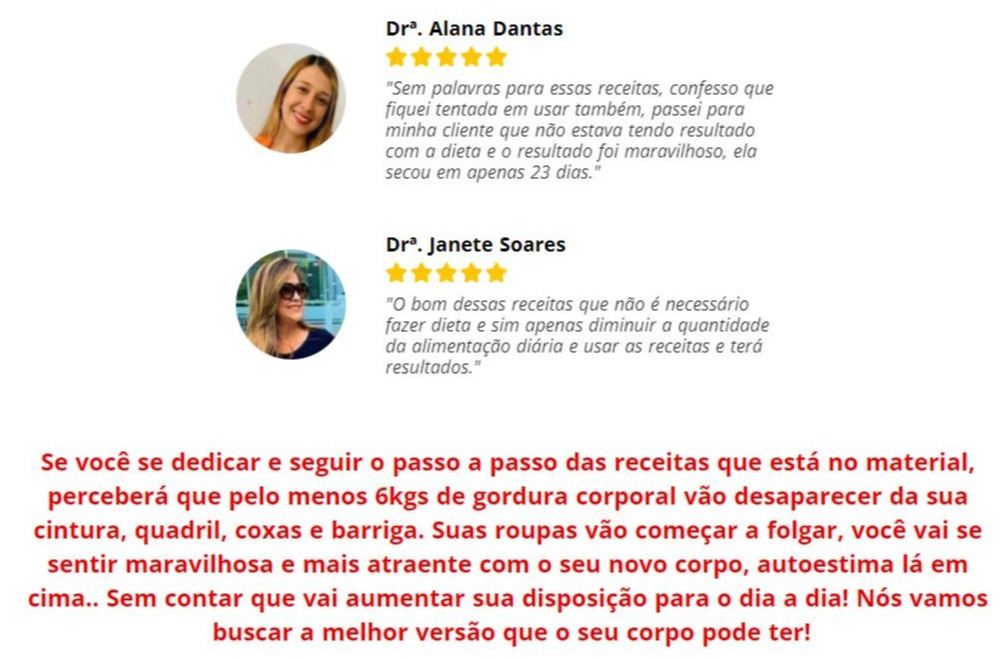 Drª. Alana Dantas
"Sem palavras para essas receitas, confesso que
fiquei tentada em usar também, passei para
minha cliente que não estava tendo resultado
com a dieta e o resultado foi maravilhoso, ela
secou em apenas 23 dias."
Drª. Janete Soares
"O bom dessas receitas que não é necessário
fazer dieta e sim apenas diminuir a quantidade
da alimentação diária e usar as receitas e terá
resultados."
Se você se dedicar e seguir o passo a passo das receitas que está no material,
perceberá que pelo menos 6kgs de gordura corporal vão desaparecer da sua
cintura, quadril, coxas e barriga. Suas roupas vão começar a folgar, você vai se
sentir maravilhosa e mais atraente com o seu novo corpo, autoestima lá em
cima.. Sem contar que vai aumentar sua disposição para o dia a dia! Nós vamos
buscar a melhor versão que o seu corpo pode ter!